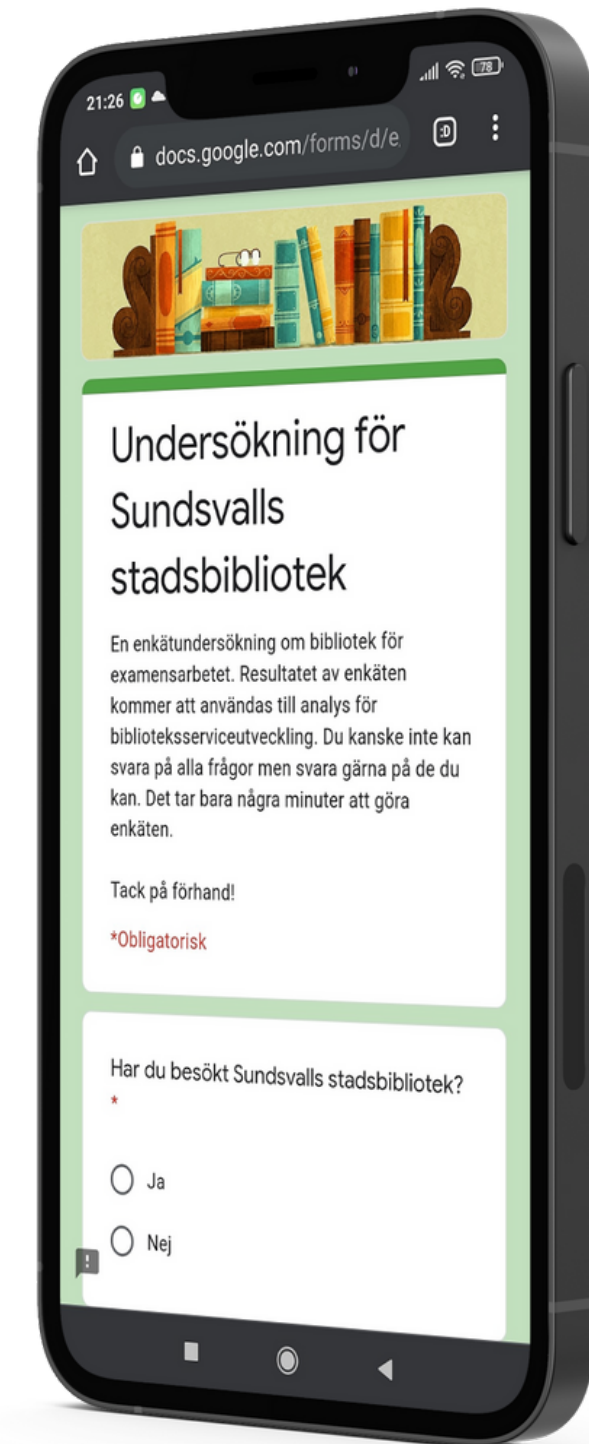 21:26
78
docs.google.com/forms/d/e
:D
Undersökning för
Sundsvalls
stadsbibliotek
En enkätundersökning om bibliotek för
examensarbetet. Resultatet av enkäten
kommer att användas till analys för
biblioteksserviceutveckling. Du kanske inte kan
svara på alla frågor men svara gärna på de du
kan. Det tar bara några minuter att göra
enkäten.
Tack på förhand!
*Obligatorisk
Har du besökt Sundsvalls stadsbibliotek?
*
Ja
Nej